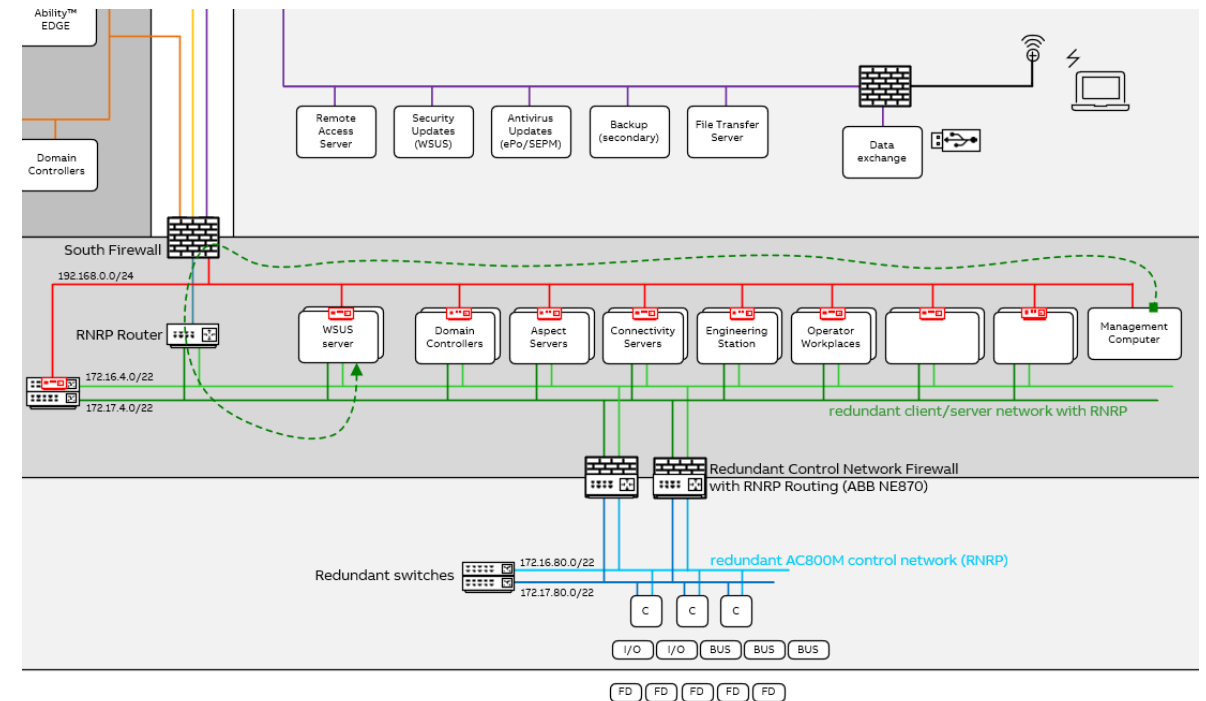 Ability™
EDGE
Domain
Controllers
Remote
Access
Server
Security
Updates
(WSUS)
Antivirus
Updates
(ePo/SEPM)
Backup
(secondary)
File Transfer
Server
Data
exchange
South Firewall
192.168.0.0/24
RNRP Router
WSUS
server
Domain
Controllers
Aspect
Servers
Connectivity
Servers
Engineering
Station
Operator
Workplaces
Management
Computer
172.16.4.0/22
172.17.4.0/22
redundant client/server network with RNRP
Redundant Control Network Firewall
with RNRP Routing (ABB NE870)
Redundant switches
172.16.80.0/22
172.17.80.0/22
redundant AC800M control network (RNRP)
C
C
C
I/O
I/O
BUS
BUS
BUS
FD
FD
FD
FD
FD